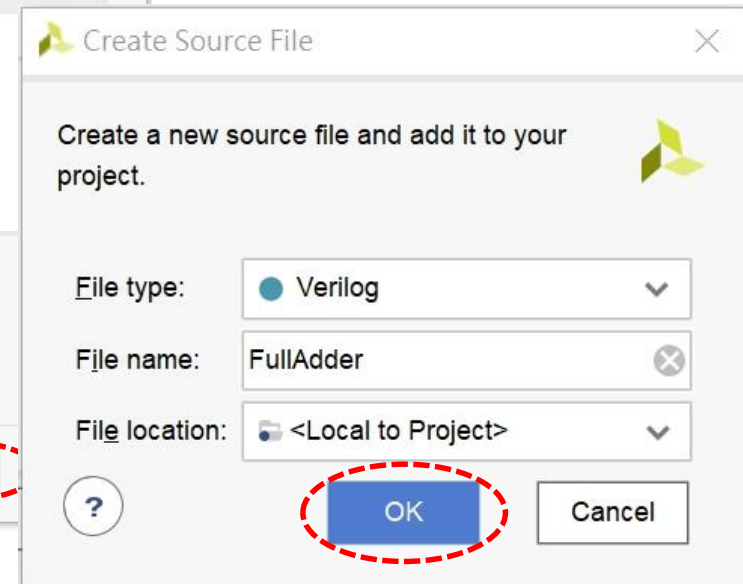 Create Source File
Create a new source file and add it to your
project.
File type:
Verilog
File name:
FullAdder
File location:
<Local to Project>
?
OK
Cancel